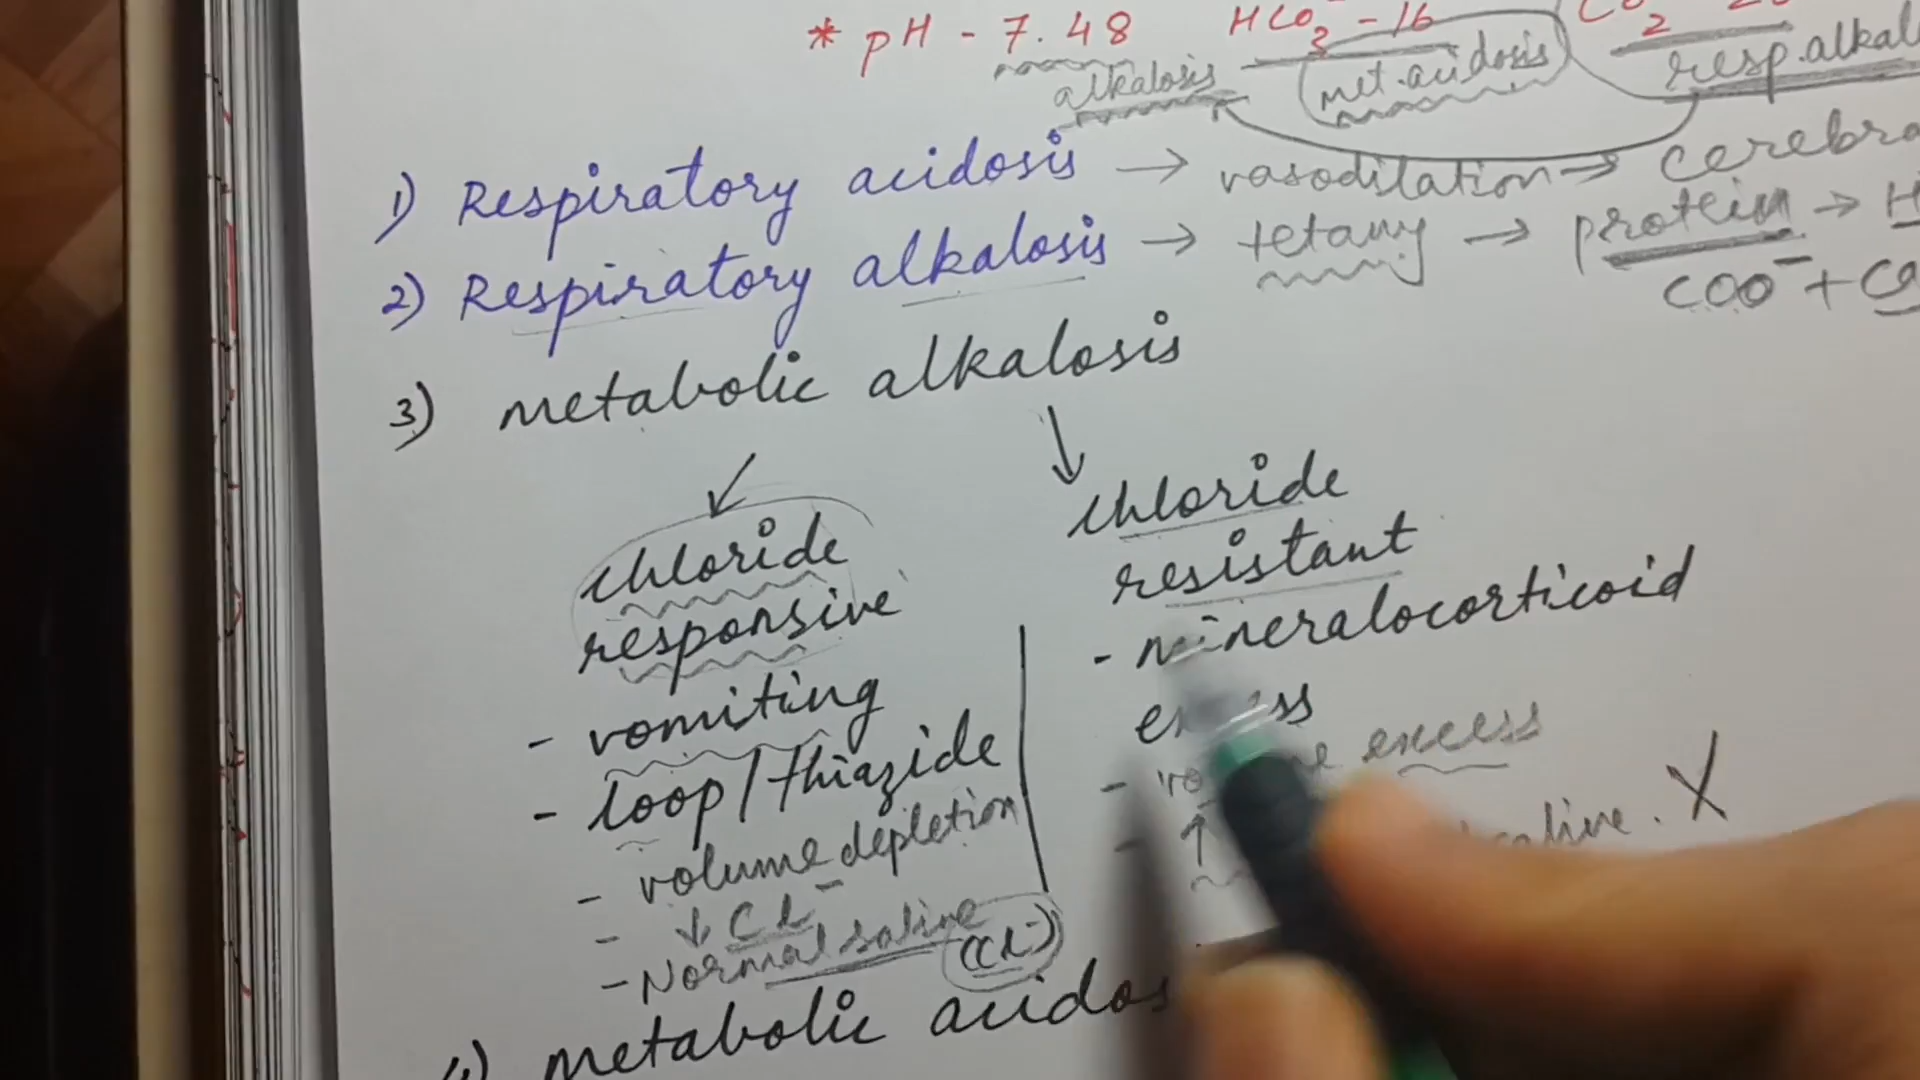 * pH - 7.48 HCO3- - 16 CO2
alkalosis met. acidosis resp. alkal
1) Respiratory acidosis → vasodilation → cerebra
2) Respiratory alkalosis → tetany → protein → H
COO- + Ca
3) metabolic alkalosis
chloride responsive
- vomiting
- loop/thiazide
- volume depletion
- ↓ Cl-
- Normal saline (Cl-)
chloride resistant
- mineralocorticoid
excess
excess
- ↑
X
metabolic acidos